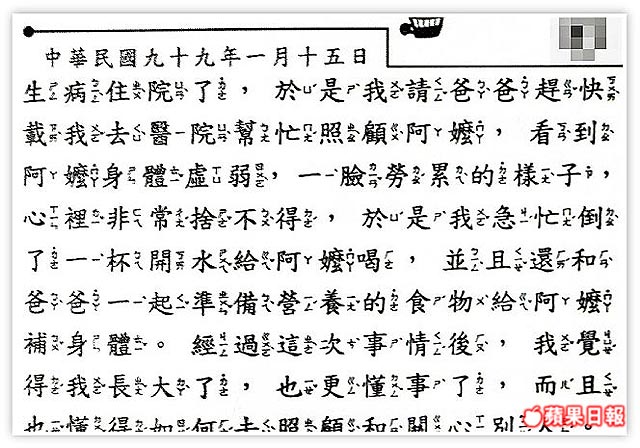 中華民國九十九年一月十五日
生病住院了，於是我請爸爸趕快
載我去醫院幫忙照顧阿嬤，看到
阿嬤身體虛弱，一臉勞累的樣子，
心裡非常捨不得，於是我急忙倒
了一杯開水給阿嬤喝，並且還和
爸爸一起準備營養的食物給阿嬤
補身體。經過這次事情後，我覺
得我長大了，也更懂事了，而且
也懂得如何去照顧和關心別人
蘋果日報